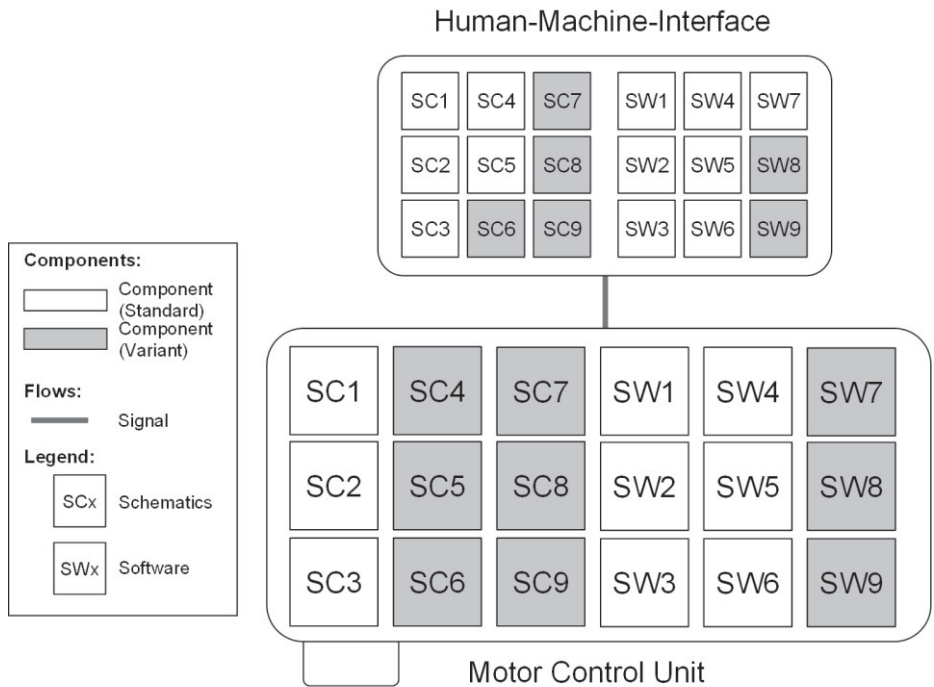 Human-Machine-Interface
SC1 SC4 SC7 SW1 SW4 SW7
SC2 SC5 SC8 SW2 SW5 SW8
SC3 SC6 SC9 SW3 SW6 SW9
Components:
Component
(Standard)
Component
(Variant)
Flows:
Signal
Legend:
SCx Schematics
SWx Software
SC1 SC4 SC7 SW1 SW4 SW7
SC2 SC5 SC8 SW2 SW5 SW8
SC3 SC6 SC9 SW3 SW6 SW9
Motor Control Unit